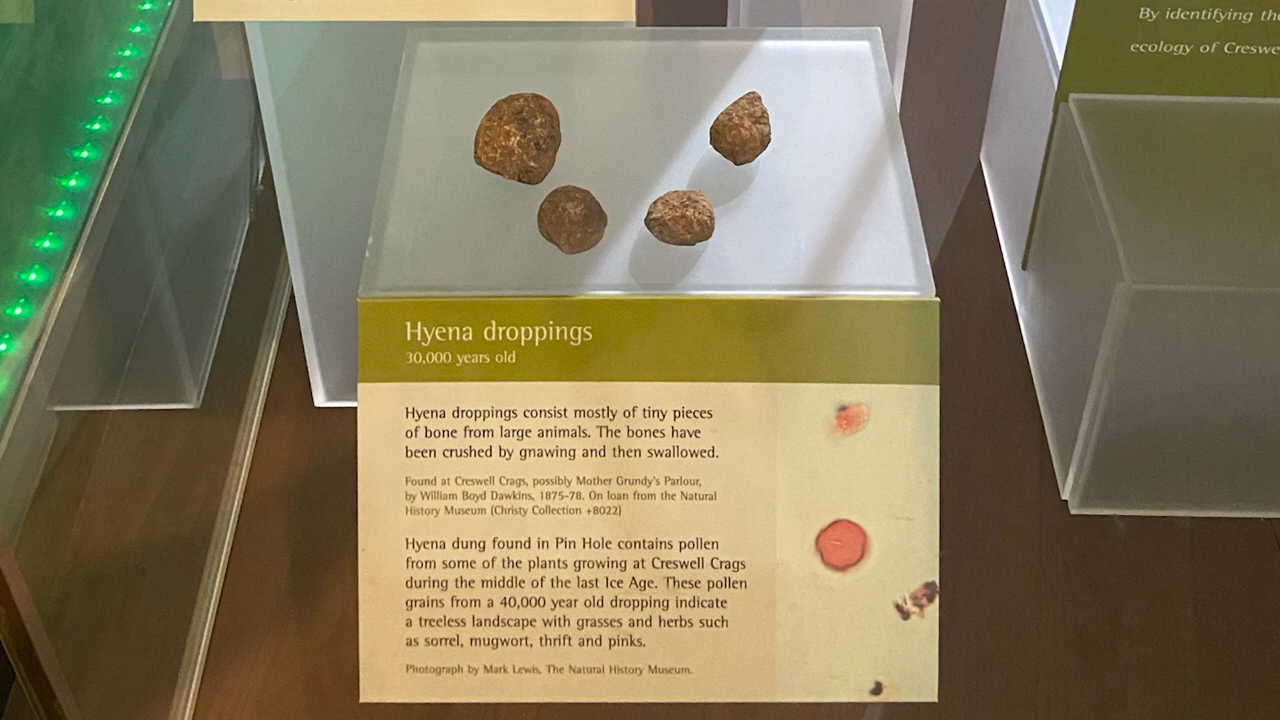 By identifying the
ecology of Creswe
Hyena droppings
30,000 years old
Hyena droppings consist mostly of tiny pieces
of bone from large animals. The bones have
been crushed by gnawing and then swallowed.
Found at Creswell Crags, possibly Mother Grundy's Parlour,
by William Boyd Dawkins, 1875-78. On loan from the Natural
History Museum (Christy Collection +8022)
Hyena dung found in Pin Hole contains pollen
from some of the plants growing at Creswell Crags
during the middle of the last Ice Age. These pollen
grains from a 40,000 year old dropping indicate
a treeless landscape with grasses and herbs such
as sorrel, mugwort, thrift and pinks.
Photograph by Mark Lewis, The Natural History Museum.